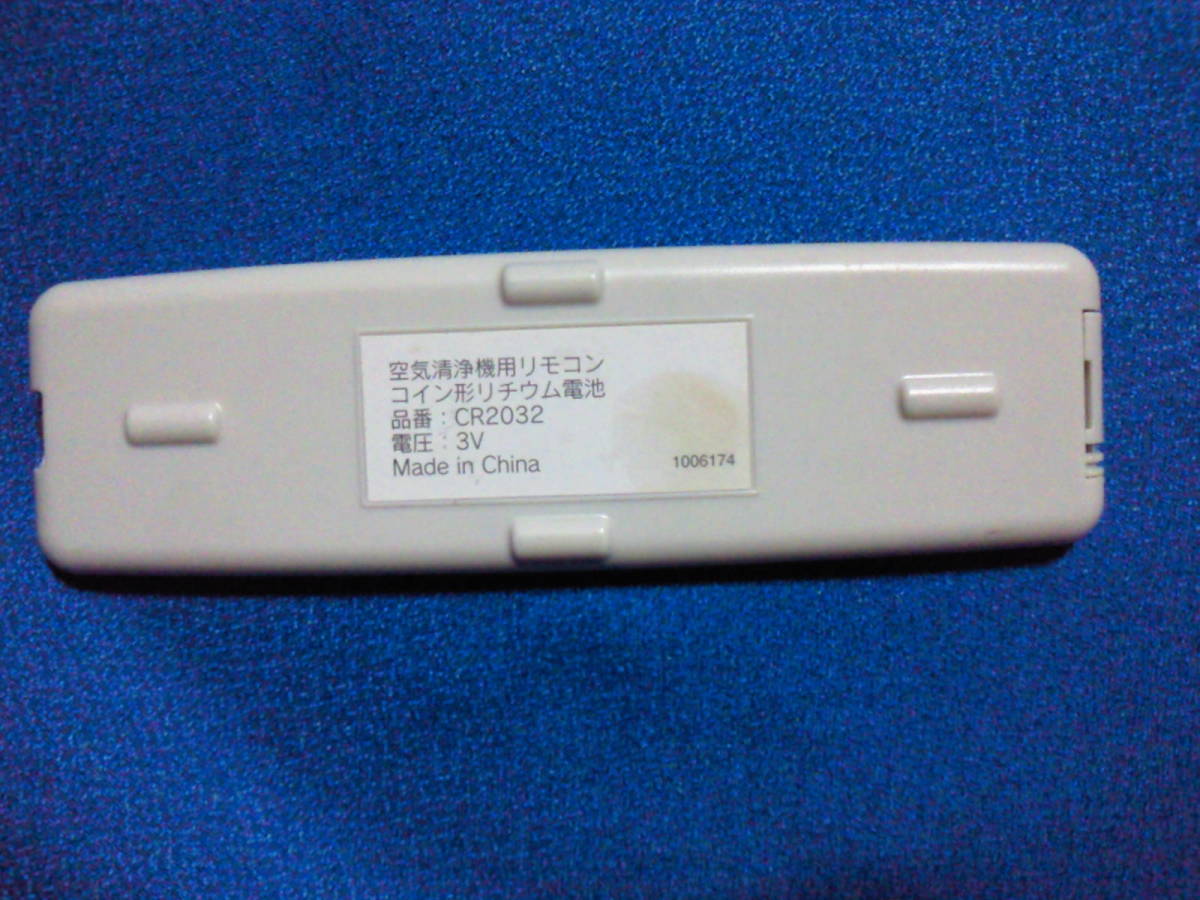 空気清浄機用リモコン
コイン形リチウム電池
品番：CR2032
電圧：3V
Made in China
1006174